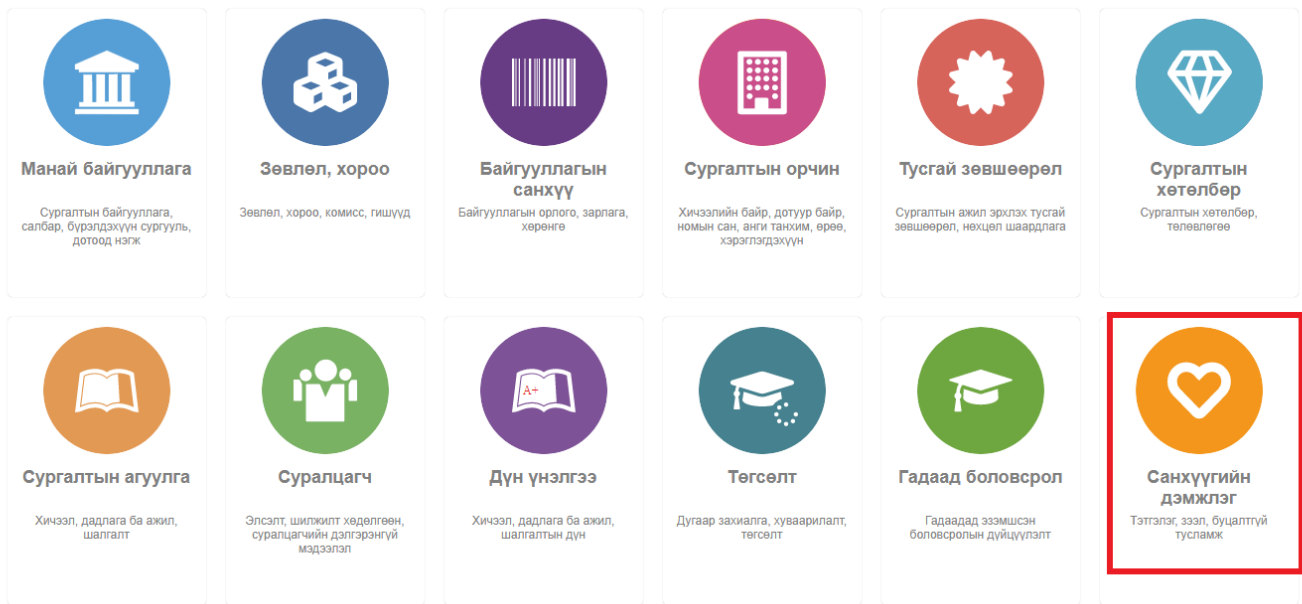 Манай байгууллага
Сургалтын байгууллага,
салбар, бүрэлдэхүүн сургууль,
дотоод нэгж
Зөвлөл, хороо
Зөвлөл, хороо, комисс, гишүүд
Байгууллагын
санхүү
Байгууллагын орлого, зарлага,
хөрөнгө
Сургалтын орчин
Хичээлийн байр, дотуур байр,
номын сан, анги танхим, өрөө,
хэрэглэгдэхүүн
Тусгай зөвшөөрөл
Сургалтын ажил эрхлэх тусгай
зөвшөөрөл, нөхцөл шаардлага
Сургалтын
хөтөлбөр
Сургалтын хөтөлбөр,
төлөвлөгөө
Сургалтын агуулга
Хичээл, дадлага ба ажил,
шалгалт
Суралцагч
Элсэлт, шилжилт хөдөлгөөн,
суралцагчийн дэлгэрэнгүй
мэдээлэл
A+
Дүн үнэлгээ
Хичээл, дадлага ба ажил,
шалгалтын дүн
Төгсөлт
Дугаар захиалга, хуваарилалт,
төгсөлт
Гадаад боловсрол
Гадаадад эзэмшсэн
боловсролын дүйцүүлэлт
Санхүүгийн
дэмжлэг
Тэтгэлэг, зээл, буцалтгүй
тусламж